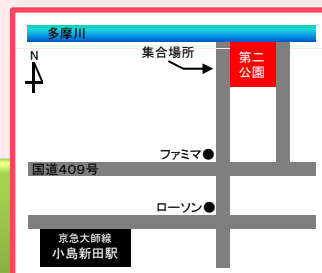 多摩川
N
集合場所
第二
公園
ファミマ●
国道409号
ローソン●
京急大師線
小島新田駅